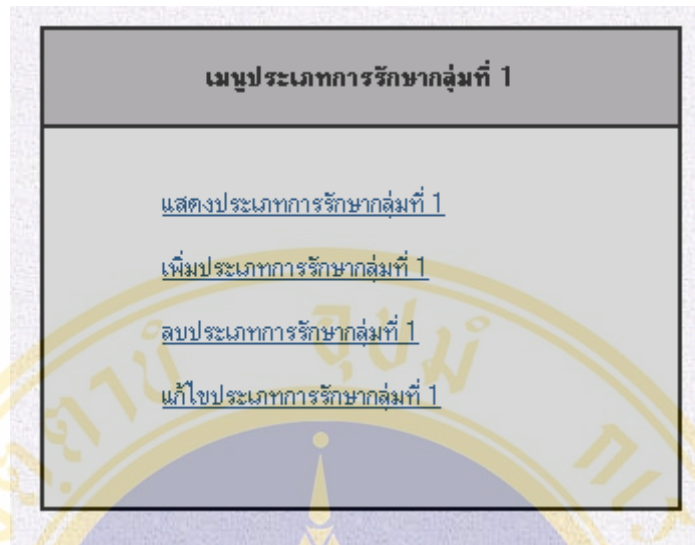 เมนูประเภทการรักษากลุ่มที่ 1
แสดงประเภทการรักษากลุ่มที่ 1
เพิ่มประเภทการรักษากลุ่มที่ 1
ลบประเภทการรักษากลุ่มที่ 1
แก้ไขประเภทการรักษากลุ่มที่ 1